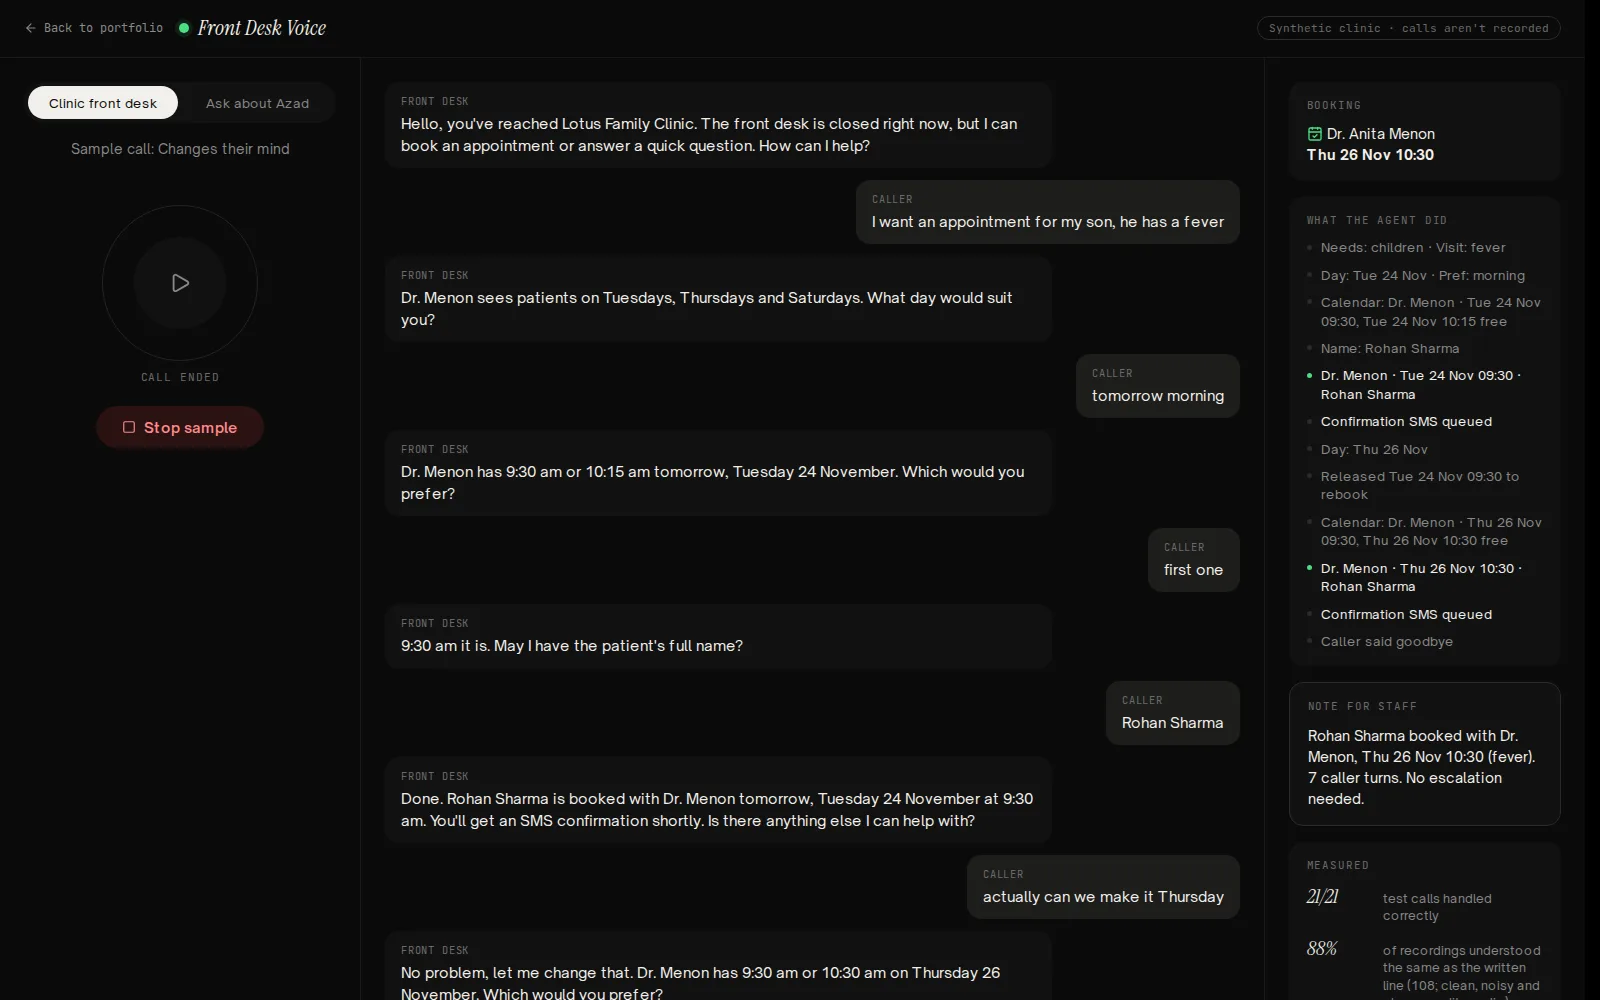 Back to portfolio
Front Desk Voice
Synthetic clinic · calls aren't recorded
Clinic front desk
Ask about Azad
Sample call: Changes their mind
CALL ENDED
Stop sample
FRONT DESK
Hello, you've reached Lotus Family Clinic. The front desk is closed right now, but I can
book an appointment or answer a quick question. How can I help?
CALLER
I want an appointment for my son, he has a fever
FRONT DESK
Dr. Menon sees patients on Tuesdays, Thursdays and Saturdays. What day would suit
you?
CALLER
tomorrow morning
FRONT DESK
Dr. Menon has 9:30 am or 10:15 am tomorrow, Tuesday 24 November. Which would you
prefer?
CALLER
first one
FRONT DESK
9:30 am it is. May I have the patient's full name?
CALLER
Rohan Sharma
FRONT DESK
Done. Rohan Sharma is booked with Dr. Menon tomorrow, Tuesday 24 November at 9:30
am. You'll get an SMS confirmation shortly. Is there anything else I can help with?
CALLER
actually can we make it Thursday
FRONT DESK
No problem, let me change that. Dr. Menon has 9:30 am or 10:30 am on Thursday 26
November. Which would you prefer?
BOOKING
Dr. Anita Menon
Thu 26 Nov 10:30
WHAT THE AGENT DID
Needs: children · Visit: fever
Day: Tue 24 Nov · Pref: morning
Calendar: Dr. Menon · Tue 24 Nov
09:30, Tue 24 Nov 10:15 free
Name: Rohan Sharma
Dr. Menon · Tue 24 Nov 09:30 ·
Rohan Sharma
Confirmation SMS queued
Day: Thu 26 Nov
Released Tue 24 Nov 09:30 to
rebook
Calendar: Dr. Menon · Thu 26 Nov
09:30, Thu 26 Nov 10:30 free
Dr. Menon · Thu 26 Nov 10:30 ·
Rohan Sharma
Confirmation SMS queued
Caller said goodbye
NOTE FOR STAFF
Rohan Sharma booked with Dr.
Menon, Thu 26 Nov 10:30 (fever).
7 caller turns. No escalation
needed.
MEASURED
21/21
test calls handled
correctly
88%
of recordings understood
the same as the written
line (108; clean, noisy and